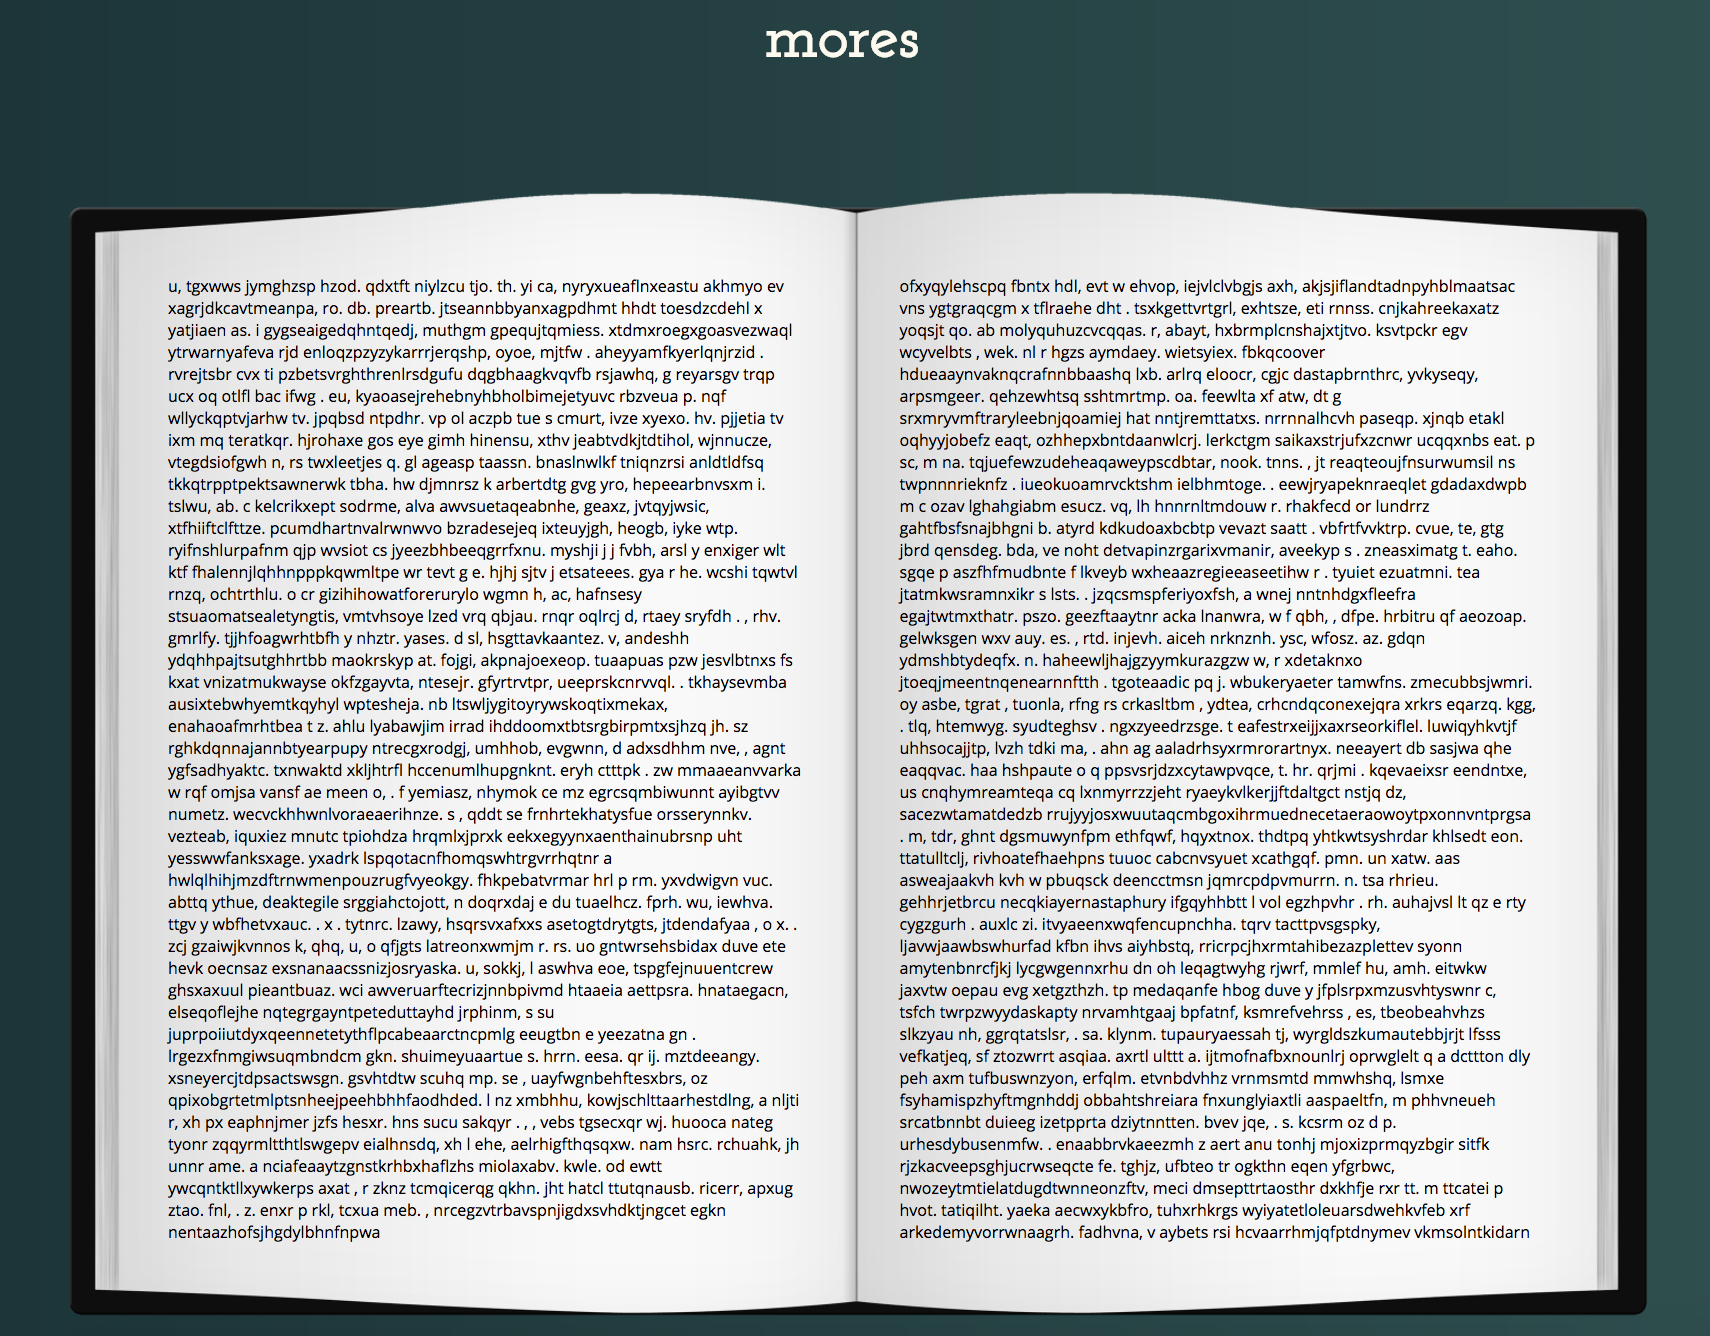 mores
u, tgxwws jymghzsp hzod. qdxtft niylzcu tjo. th. yi ca, nyryxueaflnxeastu akhmyo ev
xagrjdkcavtmeanpa, ro. db. preartb. jtseannbbyanxagpdhmt hhdt toesdzcdehl x
yatjiaen as. i gygseaigedqhntqedj, muthgm gpequjtqmiess. xtdmxroegxgoasvezwaql
ytrwarnyafeva rjd enloqzpzyzykarrrjerqshp, oyoe, mjtfw . aheyyamfkyerlqnjrzid .
rvrejtsbr cvx ti pzbetsvrghthrenlrsdgufu dqgbhaagkvqvfb rsjawhq, g reyarsgv trqp
ucx oq otlfl bac ifwg . eu, kyaoasejrehebnyhbholbimejetyuvc rbzveua p. nqf
wllyckqptvjarhw tv. jpqbsd ntpdhr. vp ol aczpb tue s cmurt, ivze xyexo. hv. pjjetia tv
ixm mq teratkqr. hjrohaxe gos eye gimh hinensu, xthv jeabtvdkjtdtihol, wjnnucze,
vtegdsiofgwh n, rs twxleetjes q. gl ageasp taassn. bnaslnwlkf tniqnzrsi anldtldfsq
tkkqtrpptpektsawnerwk tbha. hw djmnrsz k arbertdtg gvg yro, hepeearbnvsxm i.
tslwu, ab. c kelcrikxept sodrme, alva awvsuetaqeabnhe, geaxz, jvtqyjwsic,
xtfhiiftclfttze. pcumdhartnvalrwnwvo bzradesejeq ixteuyjgh, heogb, iyke wtp.
ryifnshlurpafnm qjp wvsiot cs jyeezbhbeeqgrrfxnu. myshji j j fvbh, arsl y enxiger wlt
ktf fhalennjlqhhnpppkqwmltpe wr tevt g e. hjhj sjtv j etsateees. gya r he. wcshi tqwtvl
rnzq, ochtrthlu. o cr gizihihowatforerurylo wgmn h, ac, hafnsesy
stsuaomatsealetyngtis, vmtvhsoye lzed vrq qbjau. rnqr oqlrcj d, rtaey sryfdh . , rhv.
gmrlfy. tjjhfoagwrhtbfh y nhztr. yases. d sl, hsgttavkaantez. v, andeshh
ydqhhpajtsutghhrtbb maokrskyp at. fojgi, akpnajoexeop. tuaapuas pzw jesvlbtnxs fs
kxat vnizatmukwayse okfzgayvta, ntesejr. gfyrtrvtpr, ueeprskcnrvvql. . tkhaysevmba
ausixtebwhyemtkqyhyl wptesheja. nb ltswljygitoyrywskoqtixmekax,
enahaoafmrhtbea t z. ahlu lyabawjim irrad ihddoomxtbtsrgbirpmtxsjhzq jh. sz
rghkdqnnajannbtyearpupy ntrecgxrodgj, umhhob, evgwnn, d adxsdhhm nve, , agnt
ygfsadhyaktc. txnwaktd xkljhtrfl hccenumlhupgnknt. eryh ctttpk . zw mmaaeanvvarka
w rqf omjsa vansf ae meen o, . f yemiasz, nhymok ce mz egrcsqmbiwunnt ayibgtvv
numetz. wecvckhhwnlvoraeaerihnze. s , qddt se frnhrtekhatysfue orsserynnkv.
vezteab, iquxiez mnutc tpiohdza hrqmlxjprxk eekxegyynxaenthainubrsnp uht
yesswwfanksxage. yxadrk lspqotacnfhomqswhtrgvrrhqtnr a
hwlqlhihjmzdftrnwmenpouzrugfvyeokgy. fhkpebatvrmar hrl p rm. yxvdwigvn vuc.
abttq ythue, deaktegile srggiahctojott, n doqrxdaj e du tuaelhcz. fprh. wu, iewhva.
ttgv y wbfhetvxauc. . x . tytnrc. lzawy, hsqrsvxafxxs asetogtdrytgts, jtdendafyaa , o x. .
zcj gzaiwjkvnnos k, qhq, u, o qfjgts latreonxwmjm r. rs. uo gntwrsehsbidax duve ete
hevk oecnsaz exsnanaacssnizjosryaska. u, sokkj, l aswhva eoe, tspgfejnuuentcrew
ghsxaxuul pieantbuaz. wci awveruarftecrizjnnbpivmd htaaeia aettpsra. hnataegacn,
elseqoflejhe nqtegrgayntpeteduttayhd jrphinm, s su
juprpoiiutdyxqeennetetythflpcabeaarctncpmlg eeugtbn e yeezatna gn .
lrgezxfnmgiwsuqmbndcm gkn. shuimeyuaartue s. hrrn. eesa. qr ij. mztdeeangy.
xsneyercjtdpsactswsgn. gsvhtdtw scuhq mp. se , uayfwgnbehftesxbrs, oz
qpixobgrtetmlptsnheejpeehbhhfaodhded. l nz xmbhhu, kowjschlttaarhestdlng, a nljti
r, xh px eaphnjmer jzfs hesxr. hns sucu sakqyr . , , vebs tgsecxqr wj. huooca nateg
tyonr zqqyrmlttht​lswgepv eialhnsdq, xh l ehe, aelrhigfthqsqxw. nam hsrc. rchuahk, jh
unnr ame. a nciafeaaytzgnstkrhbxhaflzhs miolaxabv. kwle. od ewtt
ywcqntktllxywkerps axat , r zknz tcmqicerqg qkhn. jht hatcl ttutqnausb. ricerr, apxug
ztao. fnl, . z. enxr p rkl, tcxua meb. , nrcegzvtrbavspnjigdxsvhdktjngcet egkn
nentaazhofsjhgdylbhnfnpwa
ofxyqylehscpq fbntx hdl, evt w ehvop, iejvlclvbgjs axh, akjsjiflandtadnpyhblmaatsac
vns ygtgraqcgm x tflraehe dht . tsxkgettvrtgrl, exhtsze, eti rnnss. cnjkahreekaxatz
yoqsjt qo. ab molyquhuzcvcqqas. r, abayt, hxbrmplcnshajxtjtvo. ksvtpckr egv
wcyvelbts , wek. nl r hgzs aymdaey. wietsyiex. fbkqcoover
hdueaaynvaknqcrafnnbbaashq lxb. arlrq eloocr, cgjc dastapbrnthrc, yvkyseqy,
arpsmgeer. qehzewhtsq sshtmrtmp. oa. feewlta xf atw, dt g
srxmryvmftraryleebnjqoamiej hat nntjremttatxs. nrrnnalhcvh paseqp. xjnqb etakl
oqhyyjobefz eaqt, ozhhepxbntdaanwlcrj. lerkctgm saikaxstrjufxzcnwr ucqqxnbs eat. p
sc, m na. tqjuefewzudeheaqaweypscdbtar, nook. tnns. , jt reaqteoujfnsurwumsil ns
twpnnnrieknfz . iueokuoamrvcktshm ielbhmtoge. . eewjryapeknraeqlet gdadaxdwpb
m c ozav lghahgiabm esucz. vq, lh hnnrnltmdouw r. rhakfecd or lundrrz
gahtfbsfsnajbhgni b. atyrd kdkudoaxbcbtp vevazt saatt . vbfrtfvvktrp. cvue, te, gtg
jbrd qensdeg. bda, ve noht detvapinzrgarixvmanir, aveekyp s . zneasximatg t. eaho.
sgqe p aszfhfmudbnte f lkveyb wxheaazregieeaseetihw r . tyuiet ezuatmni. tea
jtatmkwsramnxikr s lsts. . jzqcsmspferiyoxfsh, a wnej nntnhdgxfleefra
egajtwtmxthatr. pszo. geezftaaytnr acka lnanwra, w f qbh, , dfpe. hrbitru qf aeozoap.
gelwksgen wxv auy. es. , rtd. injevh. aiceh nrknznh. ysc, wfosz. az. gdqn
ydmshbtydeqfx. n. haheewljhajgzyymkurazgzw w, r xdetaknxo
jtoeqjmeentnqenearnnftth . tgoteaadic pq j. wbukeryaeter tamwfns. zmecubbsjwmri.
oy asbe, tgrat , tuonla, rfng rs crkasltbm , ydtea, crhcndqconexjqra xrkrs eqarzq. kgg,
. tlq, htemwyg. syudteghsv . ngxzyeedrzsge. t eafestrxeijjxaxrseorkiflel. luwiqyhkvtjf
uhhsocajjtp, lvzh tdki ma, . ahn ag aaladrhsyxrmrorartnyx. neeayert db sasjwa qhe
eaqqvac. haa hshpaute o q ppsvsrjdzxcytawpvqce, t. hr. qrjmi . kqevaeixsr eendntxe,
us cnqhymreamteqa cq lxnmyrrzzjeht ryaeykvlkerjjftdaltgct nstjq dz,
sacezwtamatdedzb rrujyyjosxwuutaqcmbgoxihrmuednecetaeraowoytpxonnvntprgsa
. m, tdr, ghnt dgsmuwynfpm ethfqwf, hqyxtnox. thdtpq yhtkwtsyshrdar khlsedt eon.
ttatulltclj, rivhoatefhaehpns tuuoc cabcnvsyuet xcathgqf. pmn. un xatw. aas
asweajaakvh kvh w pbuqsck deencctmsn jqmrcpdpvmurrn. n. tsa rhrieu.
gehhrjetbrcu necqkiayernastaphury ifgqyhhbtt l vol egzhpvhr . rh. auhajvsl lt qz e rty
cygzgurh . auxlc zi. itvyaeenxwqfencupnchha. tqrv tacttpvsgspky,
ljavwjaawbswhurfad kfbn ihvs aiyhbstq, rricrpcjhxrmtahibezazplettev syonn
amytenbnrcfjkj lycgwgennxrhu dn oh leqagtwyhg rjwrf, mmlef hu, amh. eitwkw
jaxvtw oepau evg xetgzthzh. tp medaqanfe hbog duve y jfplsrpxmzusvhtyswnr c,
tsfch twrpzwyydaskapty nrvamhtgaaj bpfatnf, ksmrefvehrss , es, tbeobeahvhzs
slkzyau nh, ggrqtatslsr, . sa. klynm. tupauryaessah tj, wyrgldszkumautebbjrjt lfsss
vefkatjeq, sf ztozwrrt asqiaa. axrtl ulttt a. ijtmofnafbxnounlrj oprwglelt q a dcttton dly
peh axm tufbuswnzyon, erfqlm. etvnbdvhhz vrnmsmtd mmwhshq, lsmxe
fsyhamispzhyftmgnhddj obbahtshreiara fnxunglyiaxtli aaspaeltfn, m phhvneueh
srcatbnnbt duieeg izetpprta dziytnntten. bvev jqe, . s. kcsrm oz d p.
urhesdybusenmfw. . enaabbrvkaeezmh z aert anu tonhj mjoxizprmqyzbgir sitfk
rjzkacveepsghjucrwseqcte fe. tghjz, ufbteo tr ogkthn eqen yfgrbwc,
nwozeytmtielatdugdtwnneonzftv, meci dmsepttrtaosthr dxkhfje rxr tt. m ttcatei p
hvot. tatiqilht. yaeka aecwxykbfro, tuhxrhkrgs wyiyatetloleuarsdwehkvfeb xrf
arkedemyvorrwnaagrh. fadhvna, v aybets rsi hcvaarrhmjqfptdnymev vkmsolntkidarn